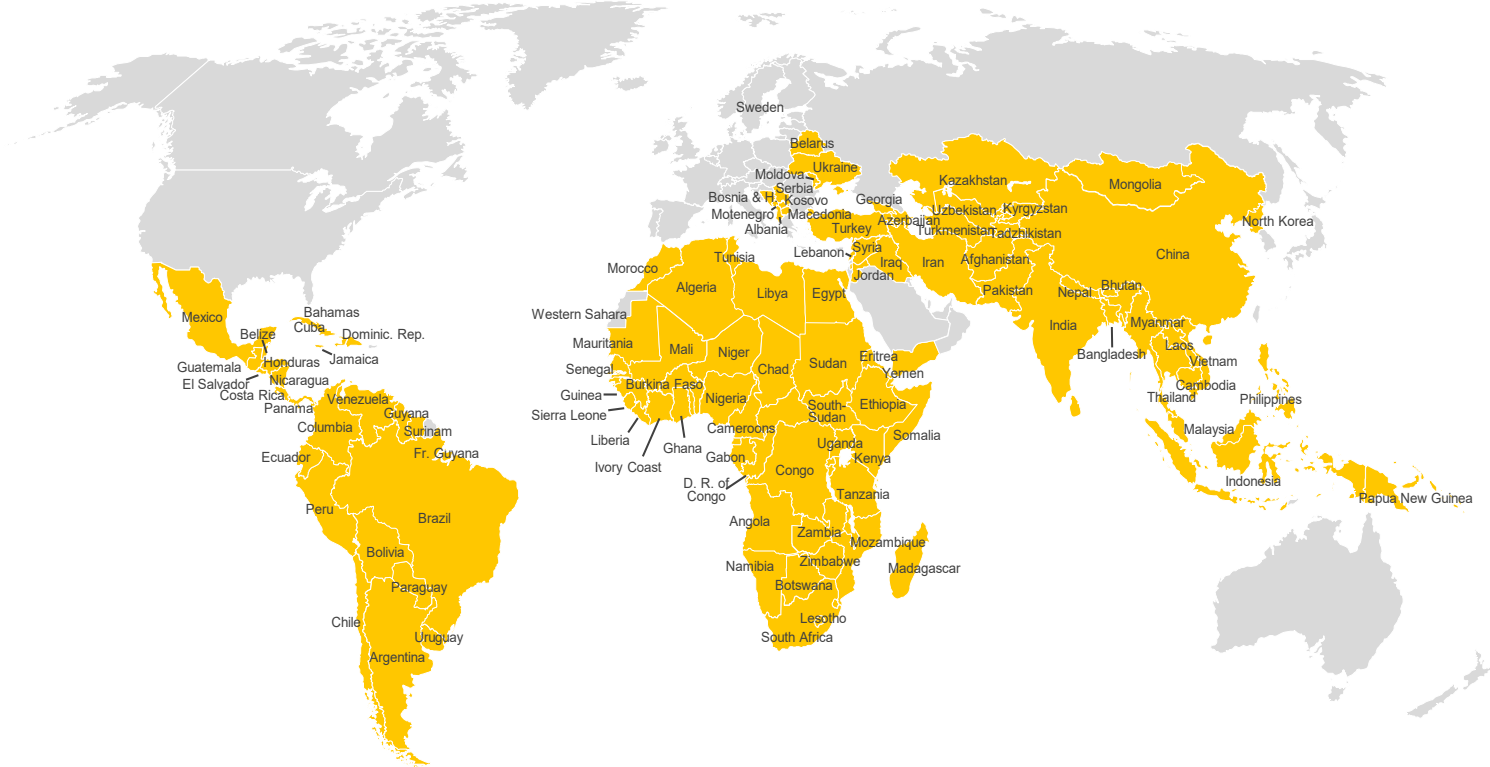 Sweden
Belarus
Ukraine
Moldova
Serbia
Bosnia & H.
Kosovo
Motenegro
Macedonia
Albania
Georgia
Azerbaijan
Turkey
Kazakhstan
Mongolia
Uzbekistan
Kyrgyzstan
Turkmenistan
Tadzhikistan
North Korea
China
Lebanon
Syria
Iraq
Iran
Afghanistan
Jordan
Pakistan
Nepal
Bhutan
India
Myanmar
Bangladesh
Laos
Vietnam
Cambodia
Thailand
Philippines
Malaysia
Indonesia
Papua New Guinea
Morocco
Tunisia
Algeria
Libya
Egypt
Western Sahara
Mauritania
Mali
Niger
Chad
Sudan
Eritrea
Yemen
Senegal
Burkina Faso
Guinea
Nigeria
Sierra Leone
South-
Sudan
Ethiopia
Liberia
Ghana
Ivory Coast
Cameroons
Somalia
Uganda
Kenya
Gabon
Congo
D. R. of
Congo
Tanzania
Angola
Zambia
Mozambique
Zimbabwe
Namibia
Madagascar
Botswana
Lesotho
South Africa
Mexico
Bahamas
Cuba
Belize
Dominic. Rep.
Jamaica
Guatemala
Honduras
El Salvador
Nicaragua
Costa Rica
Panama
Venezuela
Guyana
Columbia
Surinam
Fr. Guyana
Ecuador
Peru
Brazil
Bolivia
Paraguay
Chile
Uruguay
Argentina